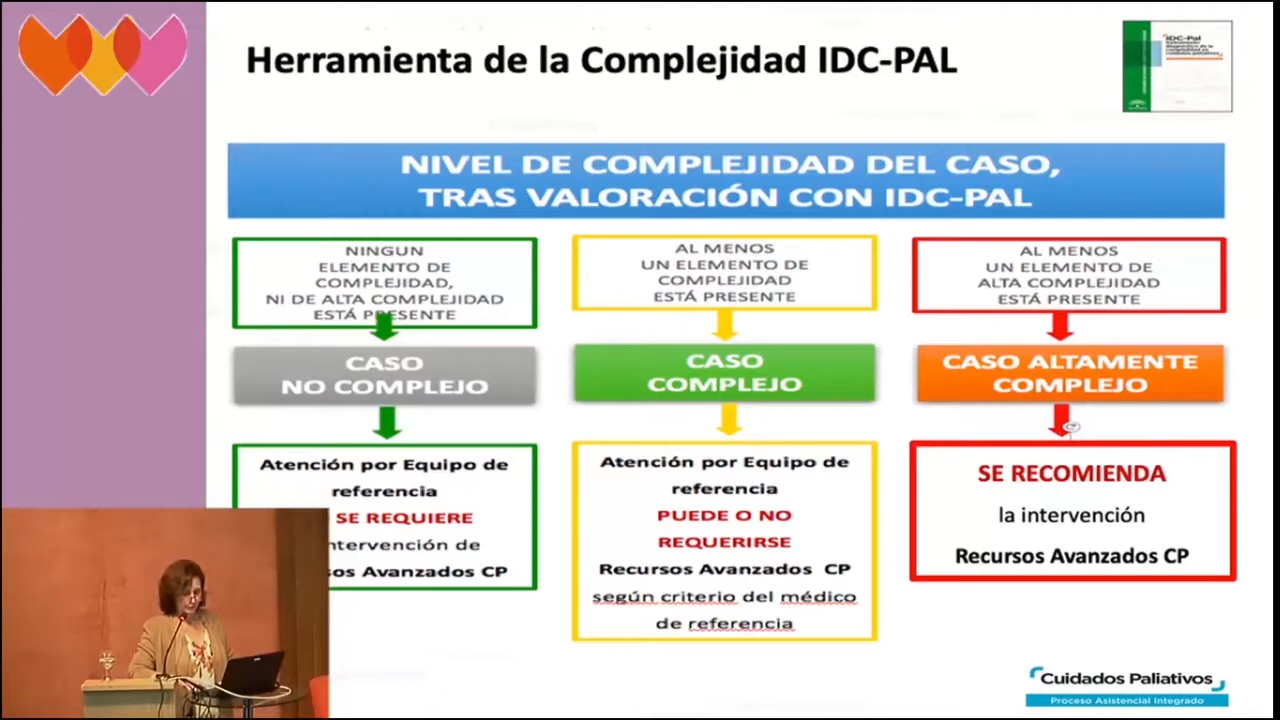 Herramienta de la Complejidad IDC-PAL
IDC-Pal
NIVEL DE COMPLEJIDAD DEL CASO,
TRAS VALORACIÓN CON IDC-PAL
NINGUN
ELEMENTO DE
COMPLEJIDAD,
NI DE ALTA COMPLEJIDAD
ESTÁ PRESENTE
CASO
NO COMPLEJO
Atención por Equipo de
referencia
SE REQUIERE
intervención de
CP
AL MENOS
UN ELEMENTO DE
COMPLEJIDAD
ESTÁ PRESENTE
CASO
COMPLEJO
Atención por Equipo de
referencia
PUEDE O NO
REQUERIRSE
Recursos Avanzados CP
según criterio del médico
de referencia
AL MENOS
UN ELEMENTO DE
ALTA COMPLEJIDAD
ESTÁ PRESENTE
CASO ALTAMENTE
COMPLEJO
SE RECOMIENDA
la intervención
Recursos Avanzados CP
Cuidados Paliativos
Proceso Asistencial Integrado